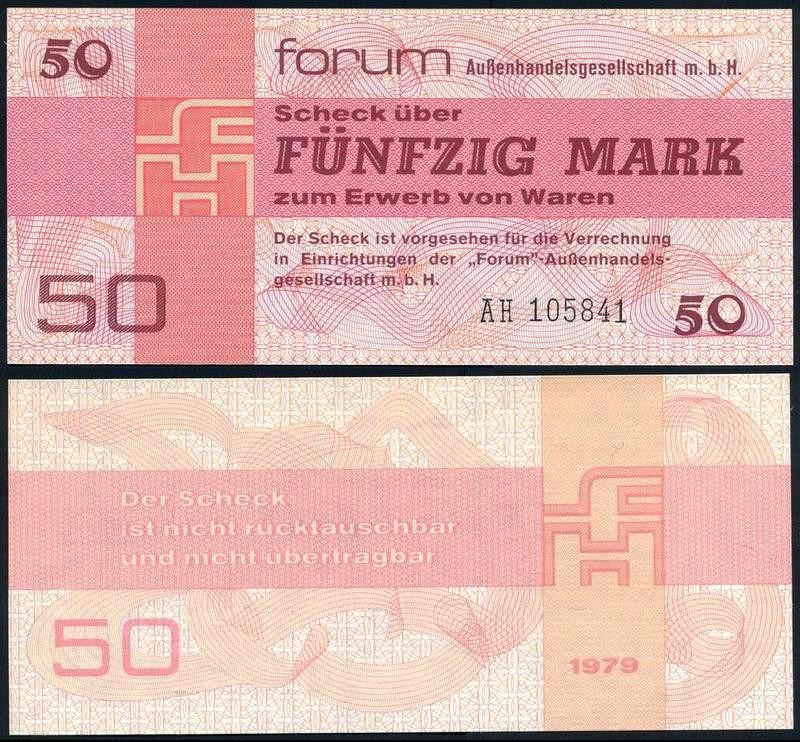 50
forum Außenhandelsgesellschaft m. b. H.
Scheck über
FÜNFZIG MARK
zum Erwerb von Waren
Der Scheck ist vorgesehen für die Verrechnung
in Einrichtungen der „Forum"-Außenhandels-
gesellschaft m. b. H.
50
AH 105841
50
Der Scheck
ist nicht rücktauschbar
und nicht übertragbar
50
1979